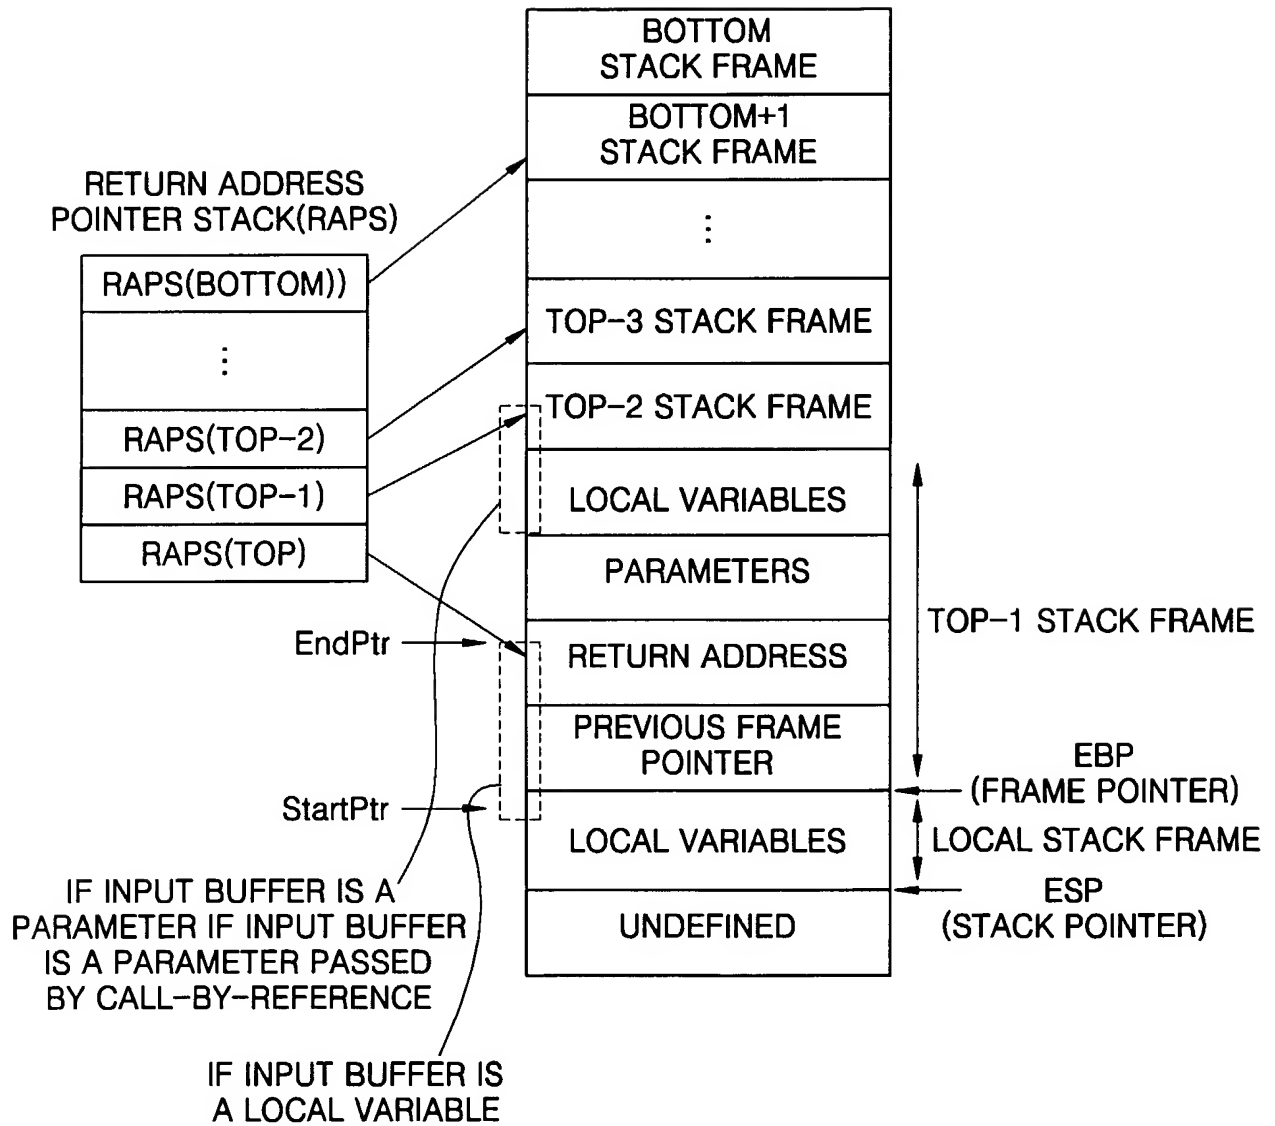 BOTTOM
STACK FRAME
BOTTOM+1
STACK FRAME
⋮
TOP-3 STACK FRAME
TOP-2 STACK FRAME
LOCAL VARIABLES
PARAMETERS
RETURN ADDRESS
PREVIOUS FRAME
POINTER
LOCAL VARIABLES
UNDEFINED
RETURN ADDRESS
POINTER STACK(RAPS)
RAPS(BOTTOM))
⋮
RAPS(TOP-2)
RAPS(TOP-1)
RAPS(TOP)
EndPtr
StartPtr
IF INPUT BUFFER IS A
PARAMETER IF INPUT BUFFER
IS A PARAMETER PASSED
BY CALL-BY-REFERENCE
IF INPUT BUFFER IS
A LOCAL VARIABLE
TOP-1 STACK FRAME
EBP
(FRAME POINTER)
LOCAL STACK FRAME
ESP
(STACK POINTER)